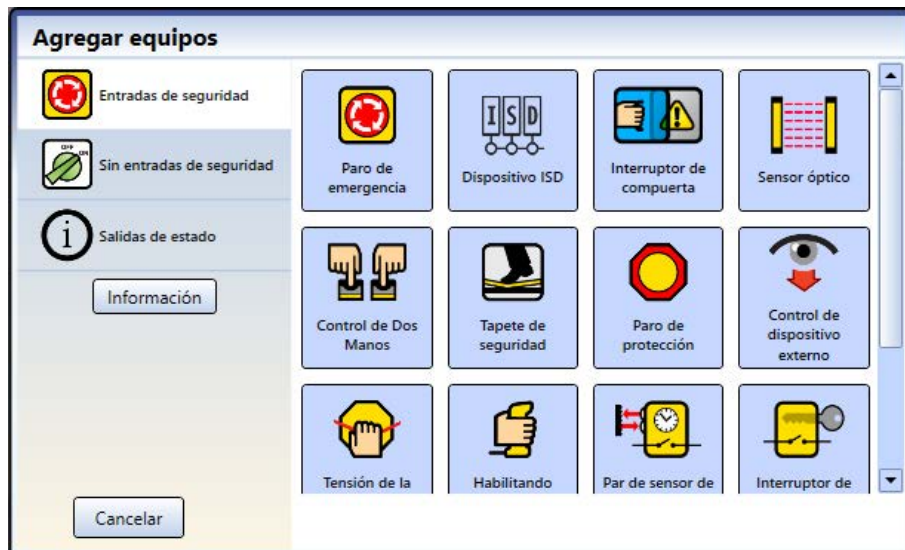 Agregar equipos
Entradas de seguridad
OFF
ON
Sin entradas de seguridad
i
Salidas de estado
Información
Cancelar
Paro de
emergencia
ISD
Dispositivo ISD
Interruptor de
compuerta
Sensor óptico
Control de Dos
Manos
Tapete de
seguridad
Paro de
protección
Control de
dispositivo
externo
Tensión de la
Habilitando
Par de sensor de
Interruptor de